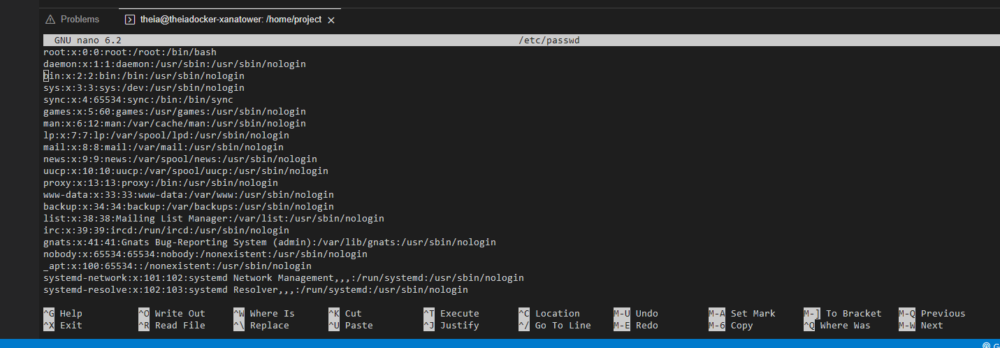 Problems theia@theiadocker-xanatower: /home/project
GNU nano 6.2 /etc/passwd
root:x:0:0:root:/root:/bin/bash
daemon:x:1:1:daemon:/usr/sbin:/usr/sbin/nologin
bin:x:2:2:bin:/bin:/usr/sbin/nologin
sys:x:3:3:sys:/dev:/usr/sbin/nologin
sync:x:4:65534:sync:/bin:/bin/sync
games:x:5:60:games:/usr/games:/usr/sbin/nologin
man:x:6:12:man:/var/cache/man:/usr/sbin/nologin
lp:x:7:7:lp:/var/spool/lpd:/usr/sbin/nologin
mail:x:8:8:mail:/var/mail:/usr/sbin/nologin
news:x:9:9:news:/var/spool/news:/usr/sbin/nologin
uucp:x:10:10:uucp:/var/spool/uucp:/usr/sbin/nologin
proxy:x:13:13:proxy:/bin:/usr/sbin/nologin
www-data:x:33:33:www-data:/var/www:/usr/sbin/nologin
backup:x:34:34:backup:/var/backups:/usr/sbin/nologin
list:x:38:38:Mailing List Manager:/var/list:/usr/sbin/nologin
irc:x:39:39:ircd:/run/ircd:/usr/sbin/nologin
gnats:x:41:41:Gnats Bug-Reporting System (admin):/var/lib/gnats:/usr/sbin/nologin
nobody:x:65534:65534:nobody:/nonexistent:/usr/sbin/nologin
_apt:x:100:65534::/nonexistent:/usr/sbin/nologin
systemd-network:x:101:102:systemd Network Management,,,:/run/systemd:/usr/sbin/nologin
systemd-resolve:x:102:103:systemd Resolver,,,:/run/systemd:/usr/sbin/nologin
^G Help ^O Write Out ^W Where Is ^K Cut ^T Execute ^C Location M-U Undo M-A Set Mark M-] To Bracket M-Q Previous
^X Exit ^R Read File ^\ Replace ^U Paste ^J Justify ^/ Go To Line M-E Redo M-6 Copy ^Q Where Was M-W Next